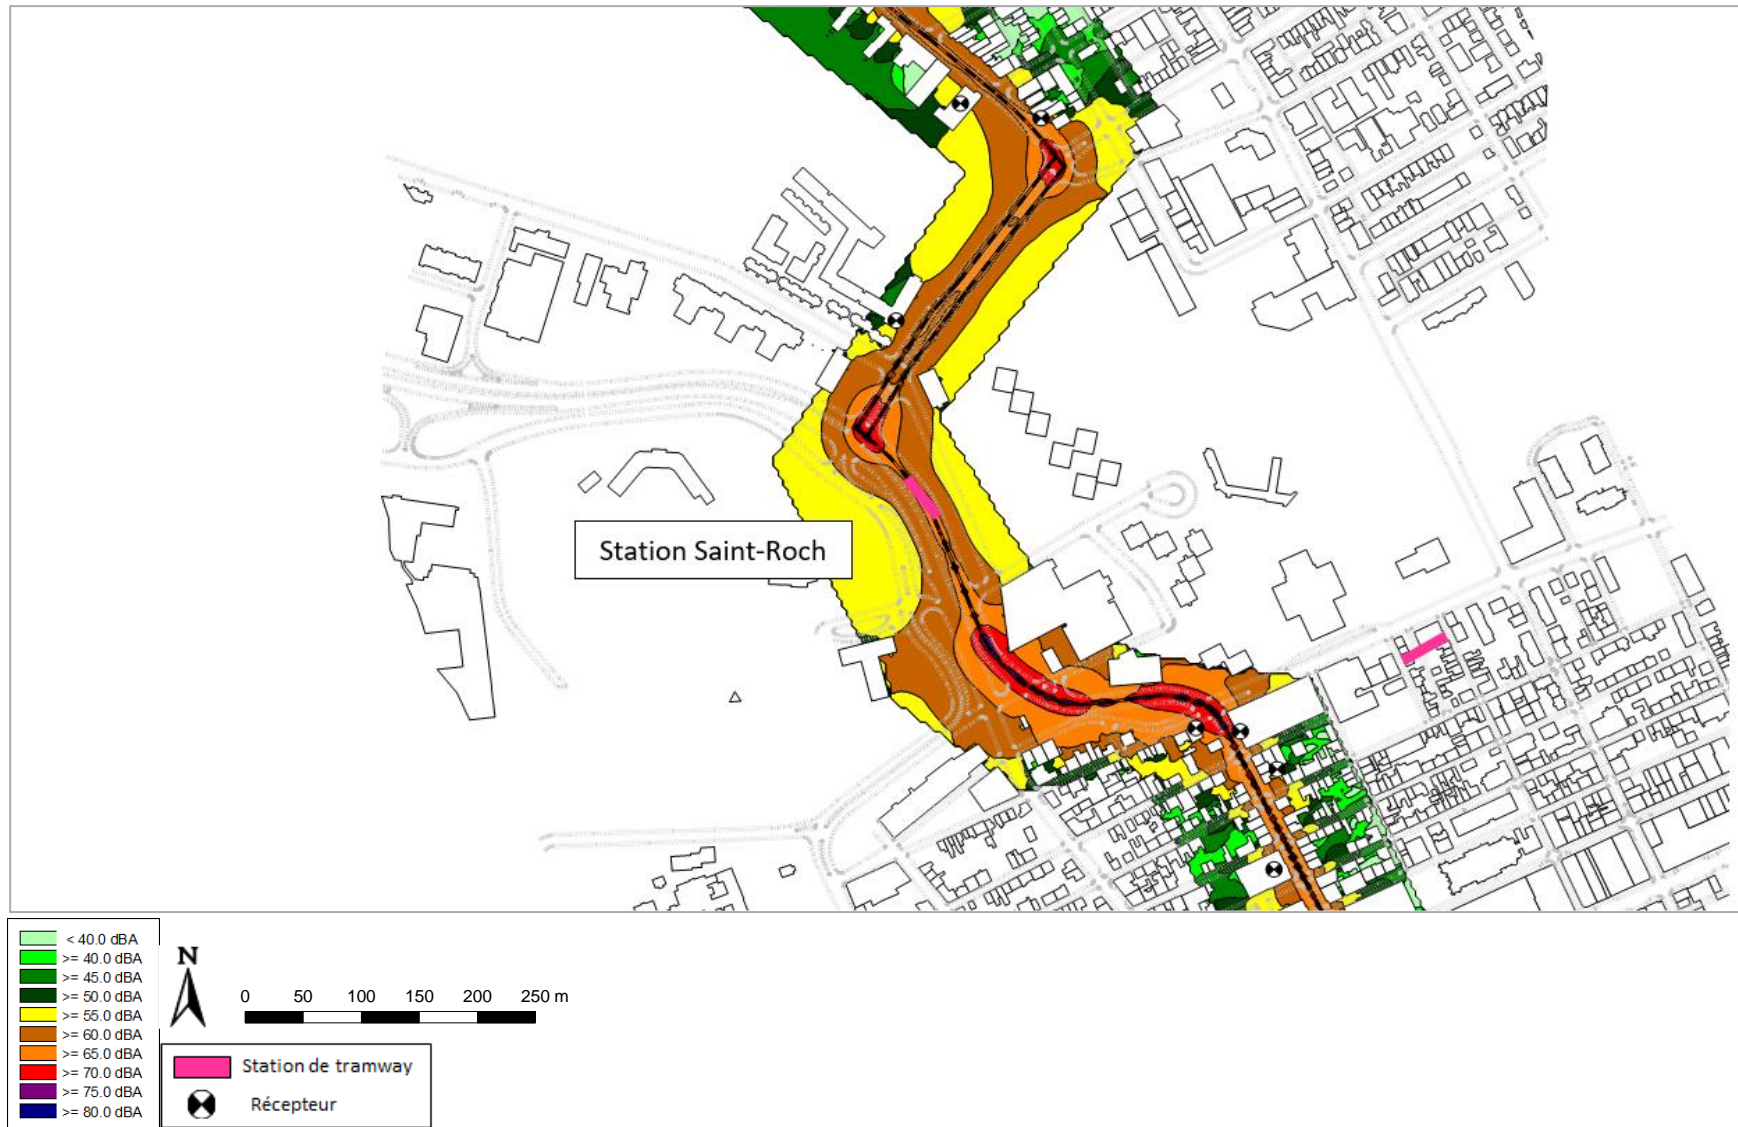 Station Saint-Roch
< 40.0 dBA
>= 40.0 dBA
>= 45.0 dBA
>= 50.0 dBA
>= 55.0 dBA
>= 60.0 dBA
>= 65.0 dBA
>= 70.0 dBA
>= 75.0 dBA
>= 80.0 dBA
N
0 50 100 150 200 250 m
Station de tramway
Récepteur